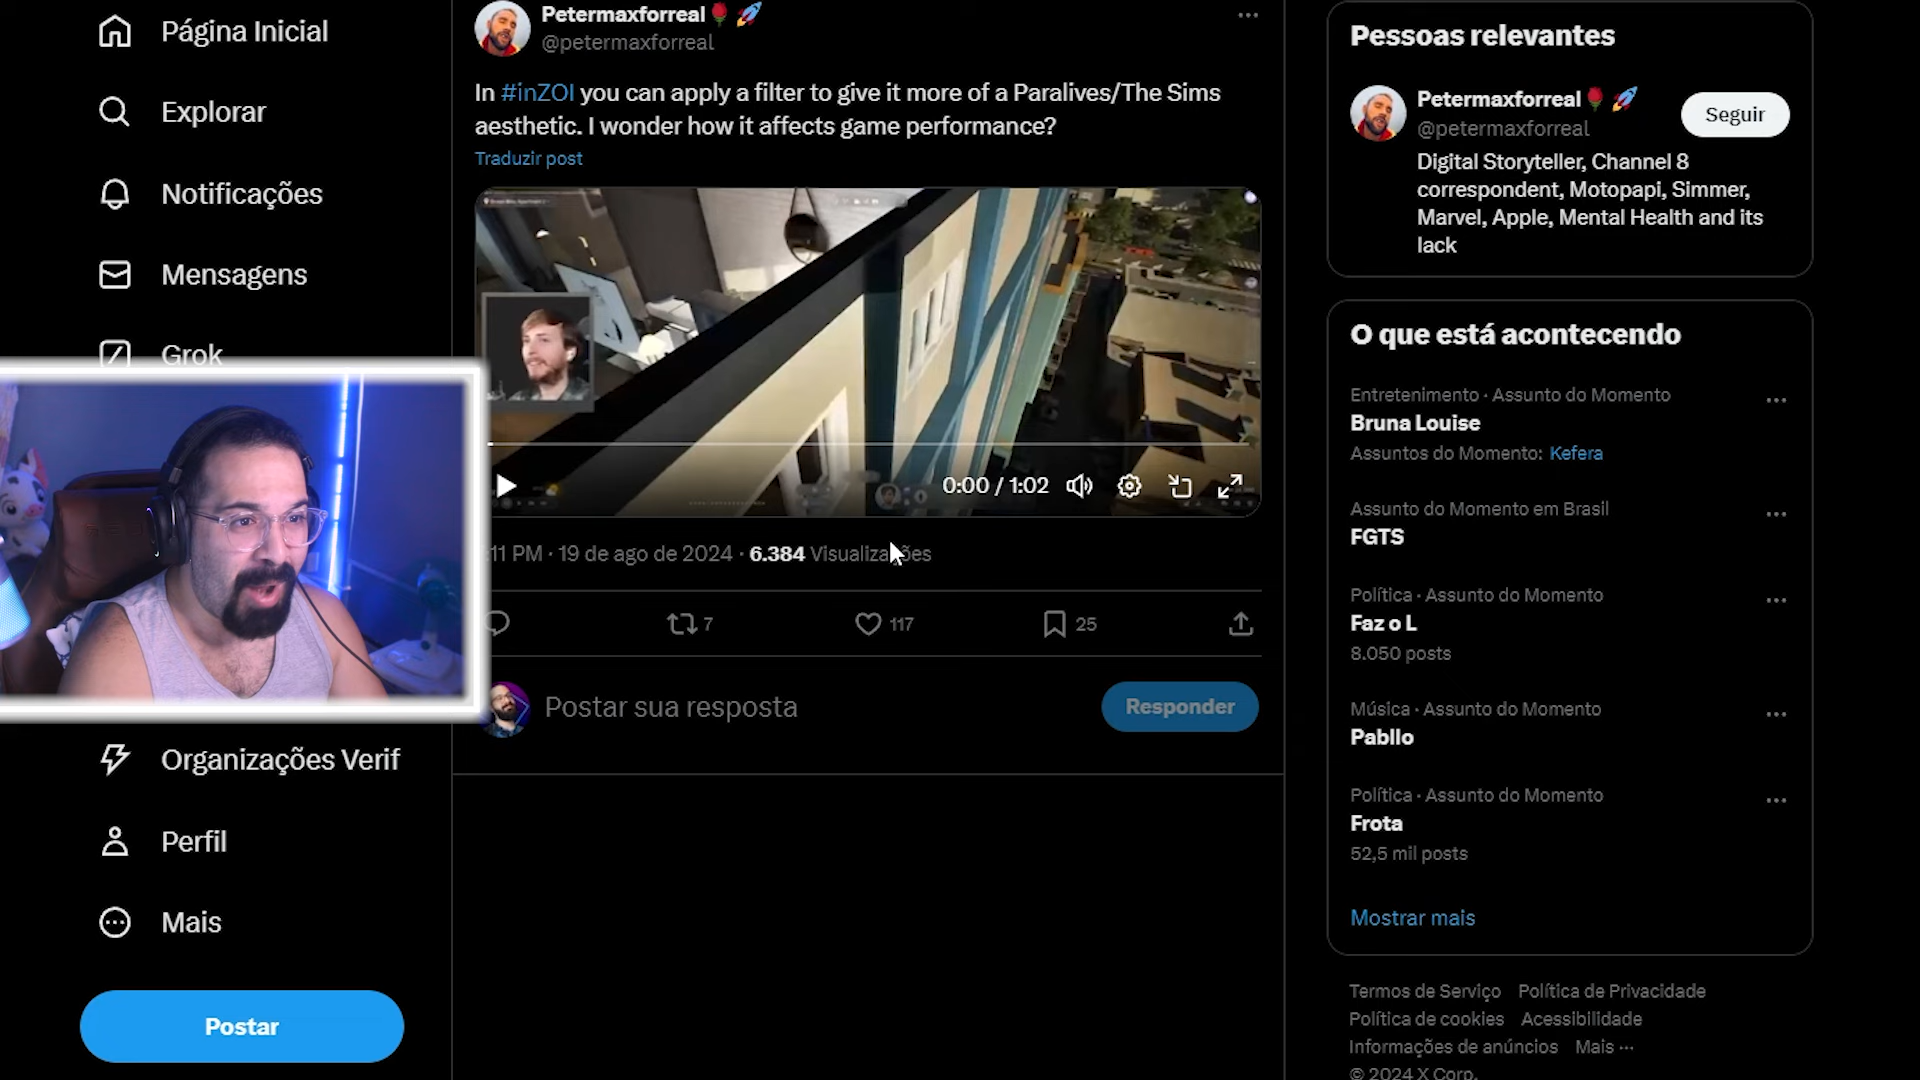 Página Inicial
Explorar
Notificações
Mensagens
Grok
Organizações Verif
Perfil
Mais
Postar
Petermaxforreal
@petermaxforreal
In #inZOI you can apply a filter to give it more of a Paralives/The Sims
aesthetic. I wonder how it affects game performance?
Traduzir post
0:00 / 1:02
11 PM · 19 de ago de 2024 · 6.384 Visualizações
7
117
25
Postar sua resposta
Responder
Pessoas relevantes
Petermaxforreal
@petermaxforreal
Seguir
Digital Storyteller, Channel 8
correspondent, Motopapi, Simmer,
Marvel, Apple, Mental Health and its
lack
O que está acontecendo
Entretenimento · Assunto do Momento
Bruna Louise
Assuntos do Momento: Kefera
Assunto do Momento em Brasil
FGTS
Política · Assunto do Momento
Faz o L
8.050 posts
Música · Assunto do Momento
Pabllo
Política · Assunto do Momento
Frota
52,5 mil posts
Mostrar mais
Termos de Serviço Política de Privacidade
Política de cookies Acessibilidade
Informações de anúncios Mais ...
© 2024 X Corp.